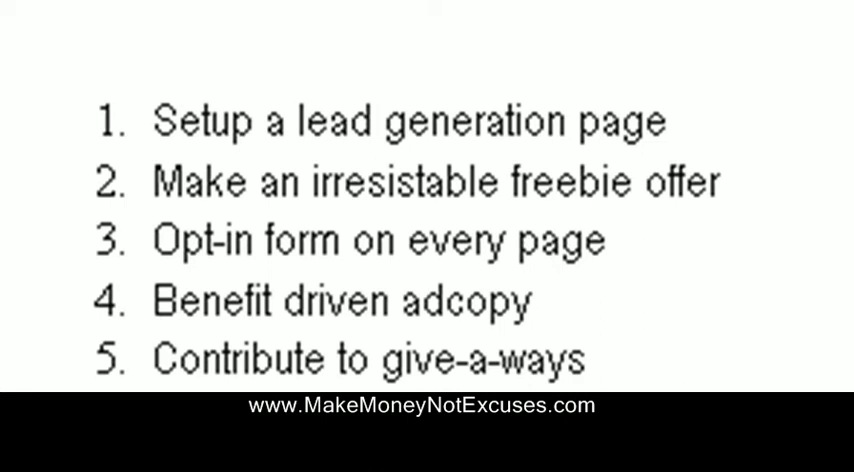 1. Setup a lead generation page
2. Make an irresistable freebie offer
3. Opt-in form on every page
4. Benefit driven adcopy
5. Contribute to give-a-ways
www.MakeMoneyNotExcuses.com